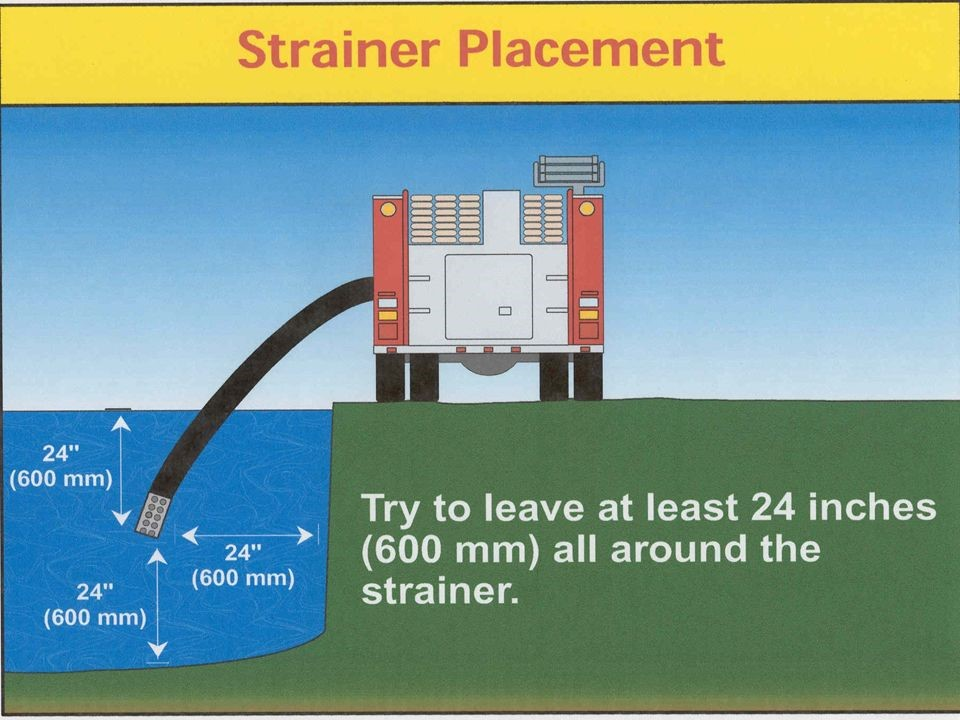 Strainer Placement
24"
(600 mm)
24"
(600 mm)
24"
(600 mm)
Try to leave at least 24 inches
(600 mm) all around the
strainer.